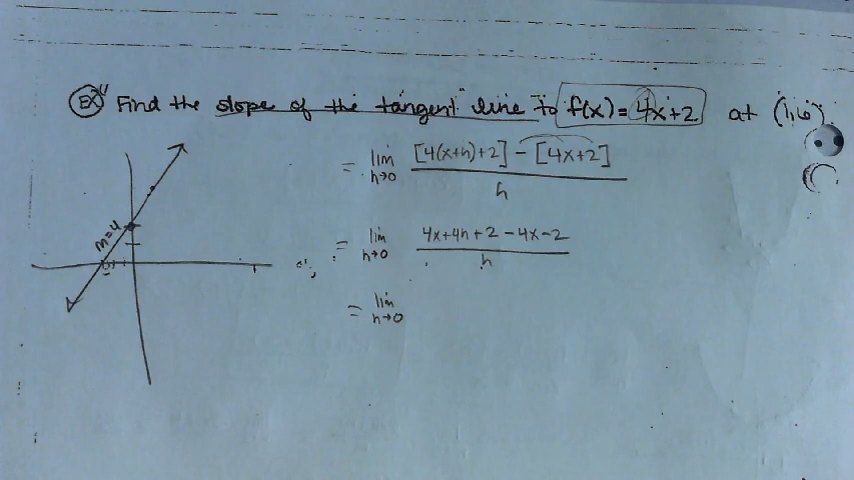 EX" Find the slope of the tangent line to f(x) = 4x+2 at (1,6)
= lim h→0 [4(x+h)+2] - [4x+2] / h
m=4
= lim h→0 4x+4h+2-4x-2 / h
= lim h→0